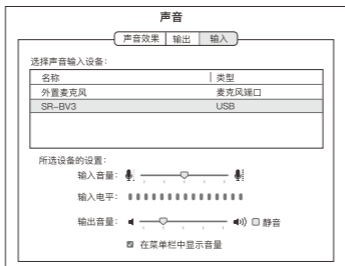 声音
声音效果 输出 输入
选择声音输入设备：
名称 类型
外置麦克风 麦克风端口
SR-BV3 USB
所选设备的设置：
输入音量：
输入电平：
输出音量： 静音
在菜单栏中显示音量